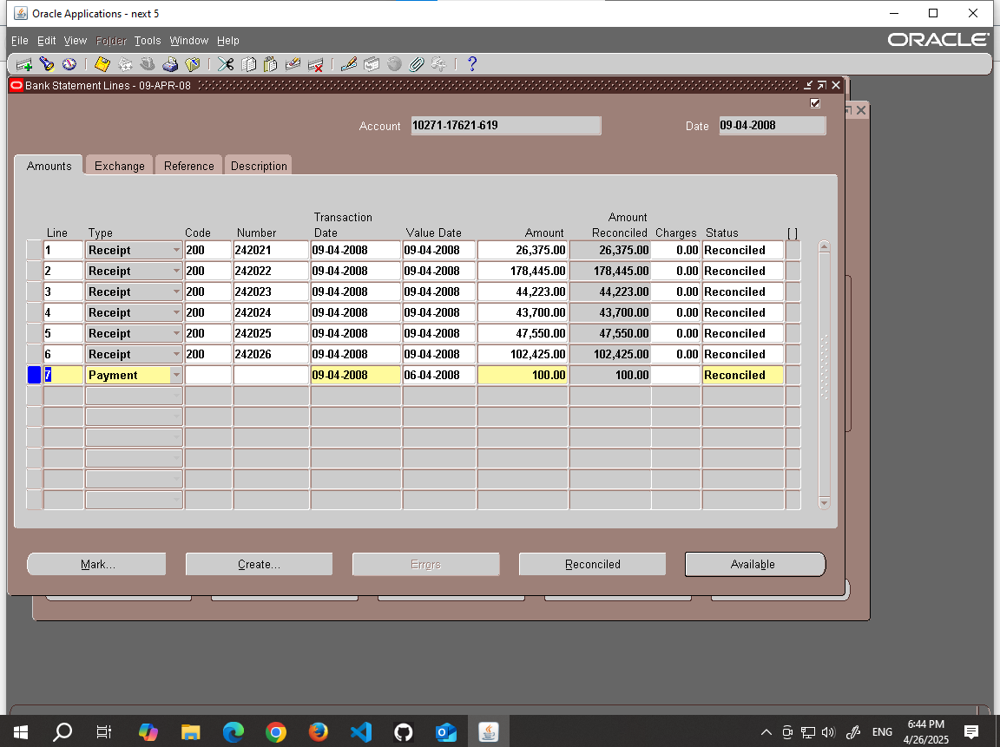 Oracle Applications - next 5
File Edit View Folder Tools Window Help
ORACLE
Bank Statement Lines - 09-APR-08
Account 10271-17621-619 Date 09-04-2008
Amounts Exchange Reference Description
Transaction Amount
Line Type Code Number Date Value Date Amount Reconciled Charges Status [ ]
1 Receipt 200 242021 09-04-2008 09-04-2008 26,375.00 26,375.00 0.00 Reconciled
2 Receipt 200 242022 09-04-2008 09-04-2008 178,445.00 178,445.00 0.00 Reconciled
3 Receipt 200 242023 09-04-2008 09-04-2008 44,223.00 44,223.00 0.00 Reconciled
4 Receipt 200 242024 09-04-2008 09-04-2008 43,700.00 43,700.00 0.00 Reconciled
5 Receipt 200 242025 09-04-2008 09-04-2008 47,550.00 47,550.00 0.00 Reconciled
6 Receipt 200 242026 09-04-2008 09-04-2008 102,425.00 102,425.00 0.00 Reconciled
7 Payment 09-04-2008 06-04-2008 100.00 100.00 Reconciled
Mark... Create... Errors Reconciled Available
ENG 6:44 PM
4/26/2025